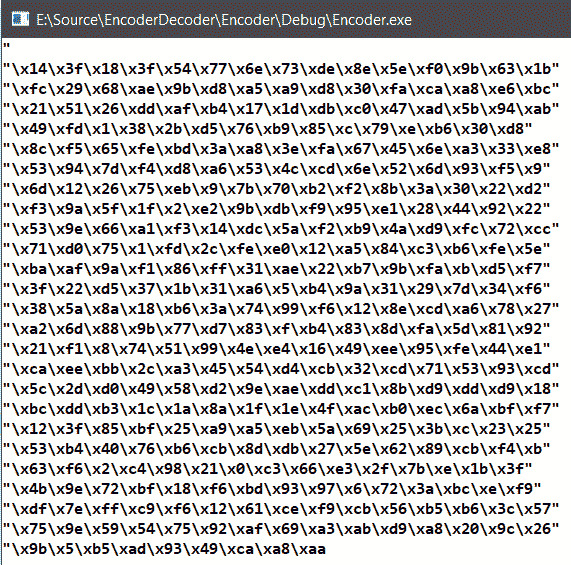 E:\Source\EncoderDecoder\Encoder\Debug\Encoder.exe
"
"\x14\x3f\x18\x3f\x54\x77\x6e\x73\xde\x8e\x5e\xf0\x9b\x63\x1b"
"\xfc\x29\x68\xae\x9b\xd8\xa5\xa9\xd8\x30\xfa\xca\xa8\xe6\xbc"
"\x21\x51\x26\xdd\xaf\xb4\x17\x1d\xdb\xc0\x47\xad\x5b\x94\xab"
"\x49\xfd\x1\x38\x2b\xd5\x76\xb9\x85\xc\x79\xe\xb6\x30\xd8"
"\x8c\xf5\x65\xfe\xbd\x3a\xa8\x3e\xfa\x67\x45\x6e\xa3\x33\xe8"
"\x53\x94\x7d\xf4\xd8\xa6\x53\x4c\xcd\x6e\x52\x6d\x93\xf5\x9"
"\x6d\x12\x26\x75\xeb\x9\x7b\x70\xb2\xf2\x8b\x3a\x30\x22\xd2"
"\xf3\x9a\x5f\x1f\x2\xe2\x9b\xdb\xf9\x95\xe1\x28\x44\x92\x22"
"\x53\x9e\x66\xa1\xf3\x14\xdc\x5a\xf2\xb9\x4a\xd9\xfc\x72\xcc"
"\x71\xd0\x75\x1\xfd\x2c\xfe\xe0\x12\xa5\x84\xc3\xb6\xfe\x5e"
"\xba\xaf\x9a\xf1\x86\xff\x31\xae\x22\xb7\x9b\xfa\xb\xd5\xf7"
"\x3f\x22\xd5\x37\x1b\x31\xa6\x5\xb4\x9a\x31\x29\x7d\x34\xf6"
"\x38\x5a\x8a\x18\xb6\x3a\x74\x99\xf6\x12\x8e\xcd\xa6\x78\x27"
"\xa2\x6d\x88\x9b\x77\xd7\x83\xf\xb4\x83\x8d\xfa\x5d\x81\x92"
"\x21\xf1\x8\x74\x51\x99\x4e\xe4\x16\x49\xee\x95\xfe\x44\xe1"
"\xca\xee\xbb\x2c\xa3\x45\x54\xd4\xcb\x32\xcd\x71\x53\x93\xcd"
"\x5c\x2d\xd0\x49\x58\xd2\x9e\xae\xdd\xc1\x8b\xd9\xdd\xd9\x18"
"\xbc\xdd\xb3\x1c\x1a\x8a\x1f\x1e\x4f\xac\xb0\xec\x6a\xbf\xf7"
"\x12\x3f\x85\xbf\x25\xa9\xa5\xeb\x5a\x69\x25\x3b\xc\x23\x25"
"\x53\xb4\x40\x76\xb6\xcb\x8d\xdb\x27\x5e\x62\x89\xcb\xf4\xb"
"\x63\xf6\x2\xc4\x98\x21\x0\xc3\x66\xe3\x2f\x7b\xe\x1b\x3f"
"\x4b\x9e\x72\xbf\x18\xf6\xbd\x93\x97\x6\x72\x3a\xbc\xe\xf9"
"\xdf\x7e\xff\xc9\xf6\x12\x61\xce\xf9\xcb\x56\xb5\xb6\x3c\x57"
"\x75\x9e\x59\x54\x75\x92\xaf\x69\xa3\xab\xd9\xa8\x20\x9c\x26"
"\x9b\x5\xb5\xad\x93\x49\xca\xa8\xaa